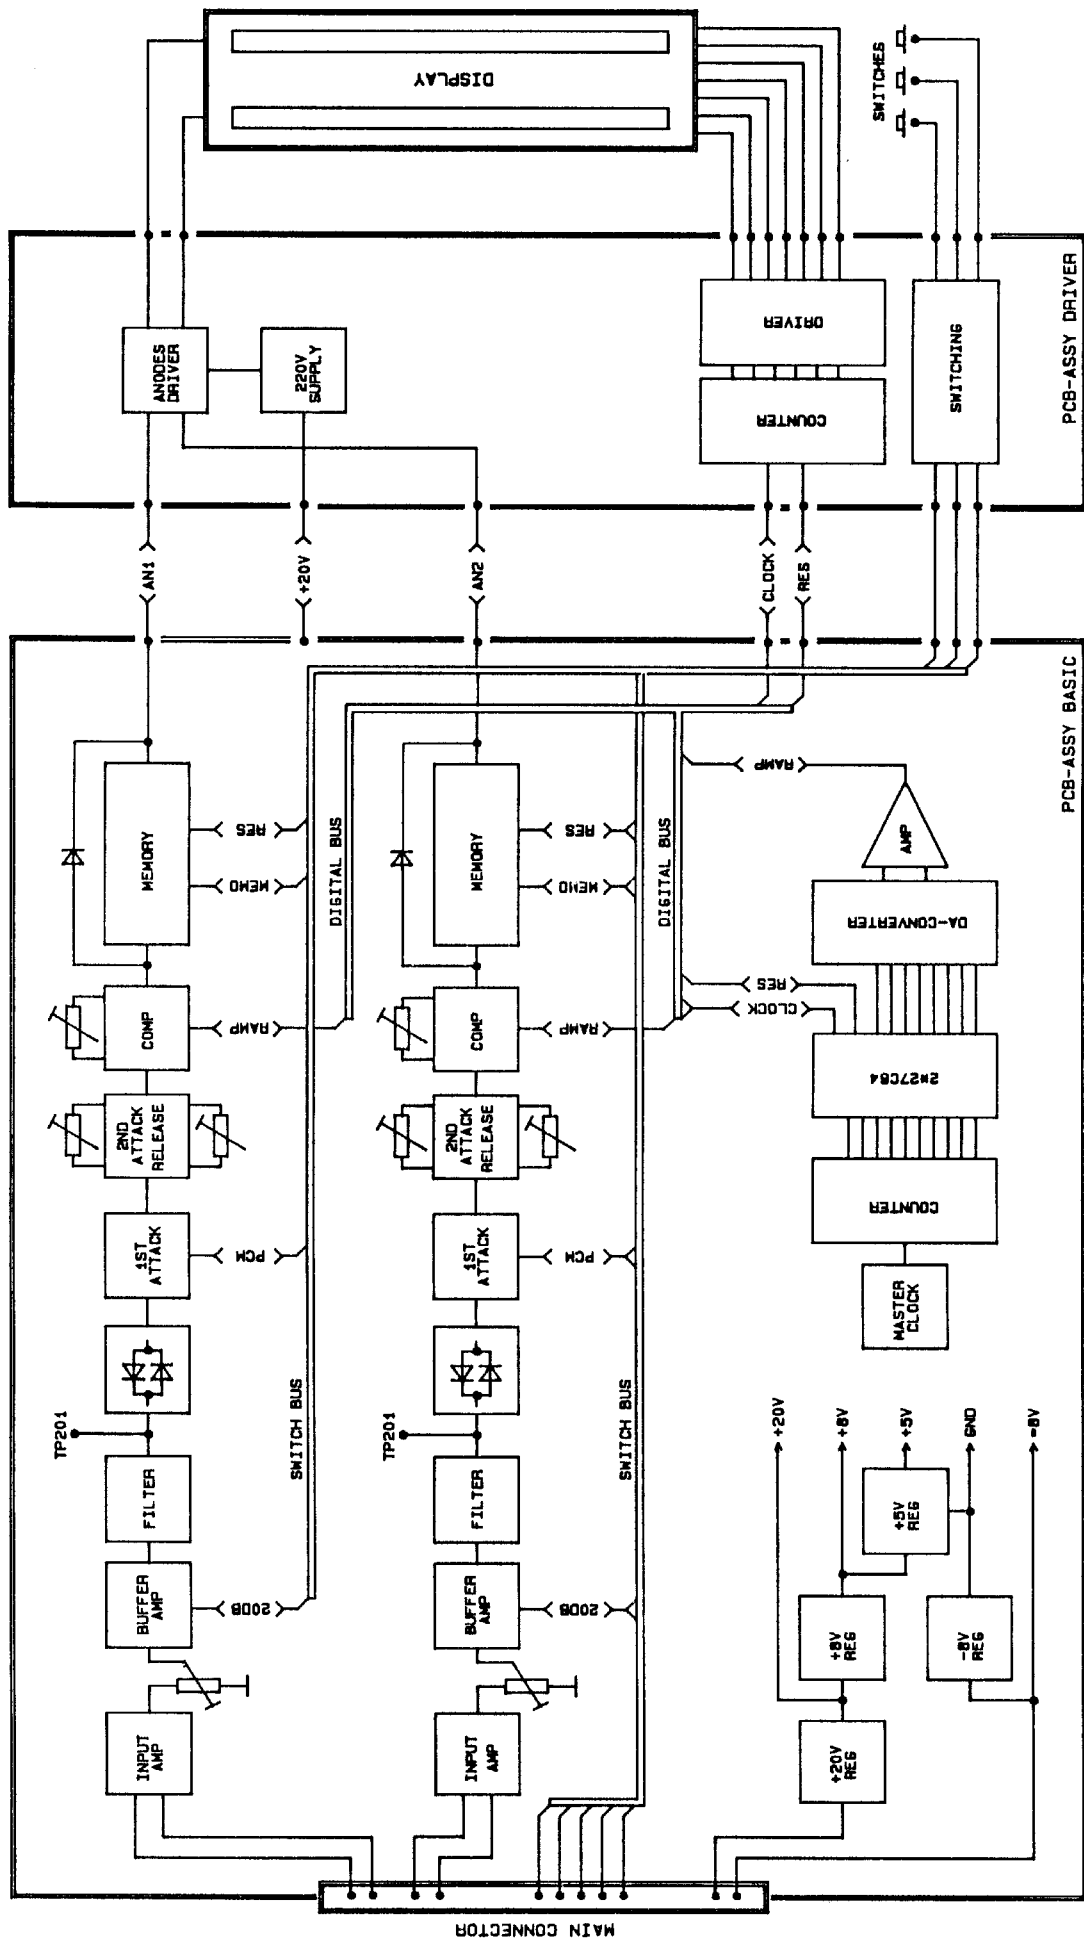 MAIN CONNECTOR
INPUT
AMP
BUFFER
AMP
20DB
FILTER
TP201
1ST
ATTACK
PCM
2ND
ATTACK
RELEASE
COMP
RAMP
MEMORY
MEMO
RES
SWITCH BUS
DIGITAL BUS
INPUT
AMP
BUFFER
AMP
20DB
FILTER
TP201
1ST
ATTACK
PCM
2ND
ATTACK
RELEASE
COMP
RAMP
MEMORY
MEMO
RES
SWITCH BUS
DIGITAL BUS
+20V
REG
+8V
REG
-8V
REG
+5V
REG
+20V
+8V
+5V
GND
-8V
MASTER
CLOCK
COUNTER
2*27C64
CLOCK
RES
DA-CONVERTER
AMP
RAMP
PCB-ASSY BASIC
AN1
+20V
AN2
CLOCK
RES
ANODES
DRIVER
220V
SUPPLY
COUNTER
DRIVER
SWITCHING
PCB-ASSY DRIVER
DISPLAY
SWITCHES